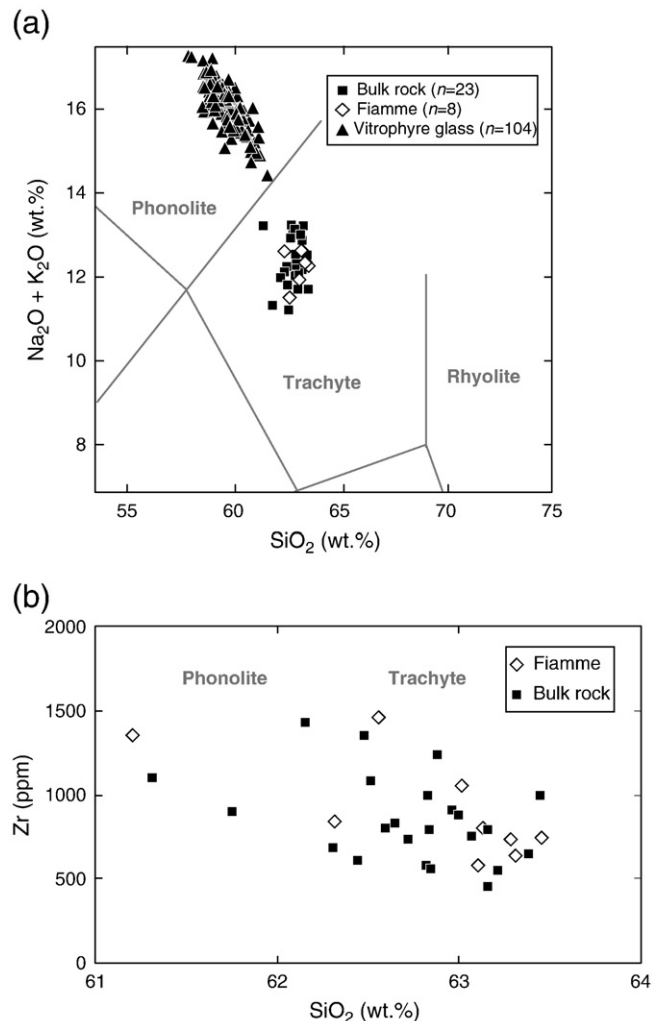 (a)
16
14
12
10
8
Na₂O + K₂O (wt.%)
Bulk rock (n=23)
Fiamme (n=8)
Vitrophyre glass (n=104)
Phonolite
Trachyte
Rhyolite
55 60 65 70 75
SiO₂ (wt.%)
(b)
2000
1500
1000
500
0
Zr (ppm)
Phonolite
Trachyte
Fiamme
Bulk rock
61 62 63 64
SiO₂ (wt.%)